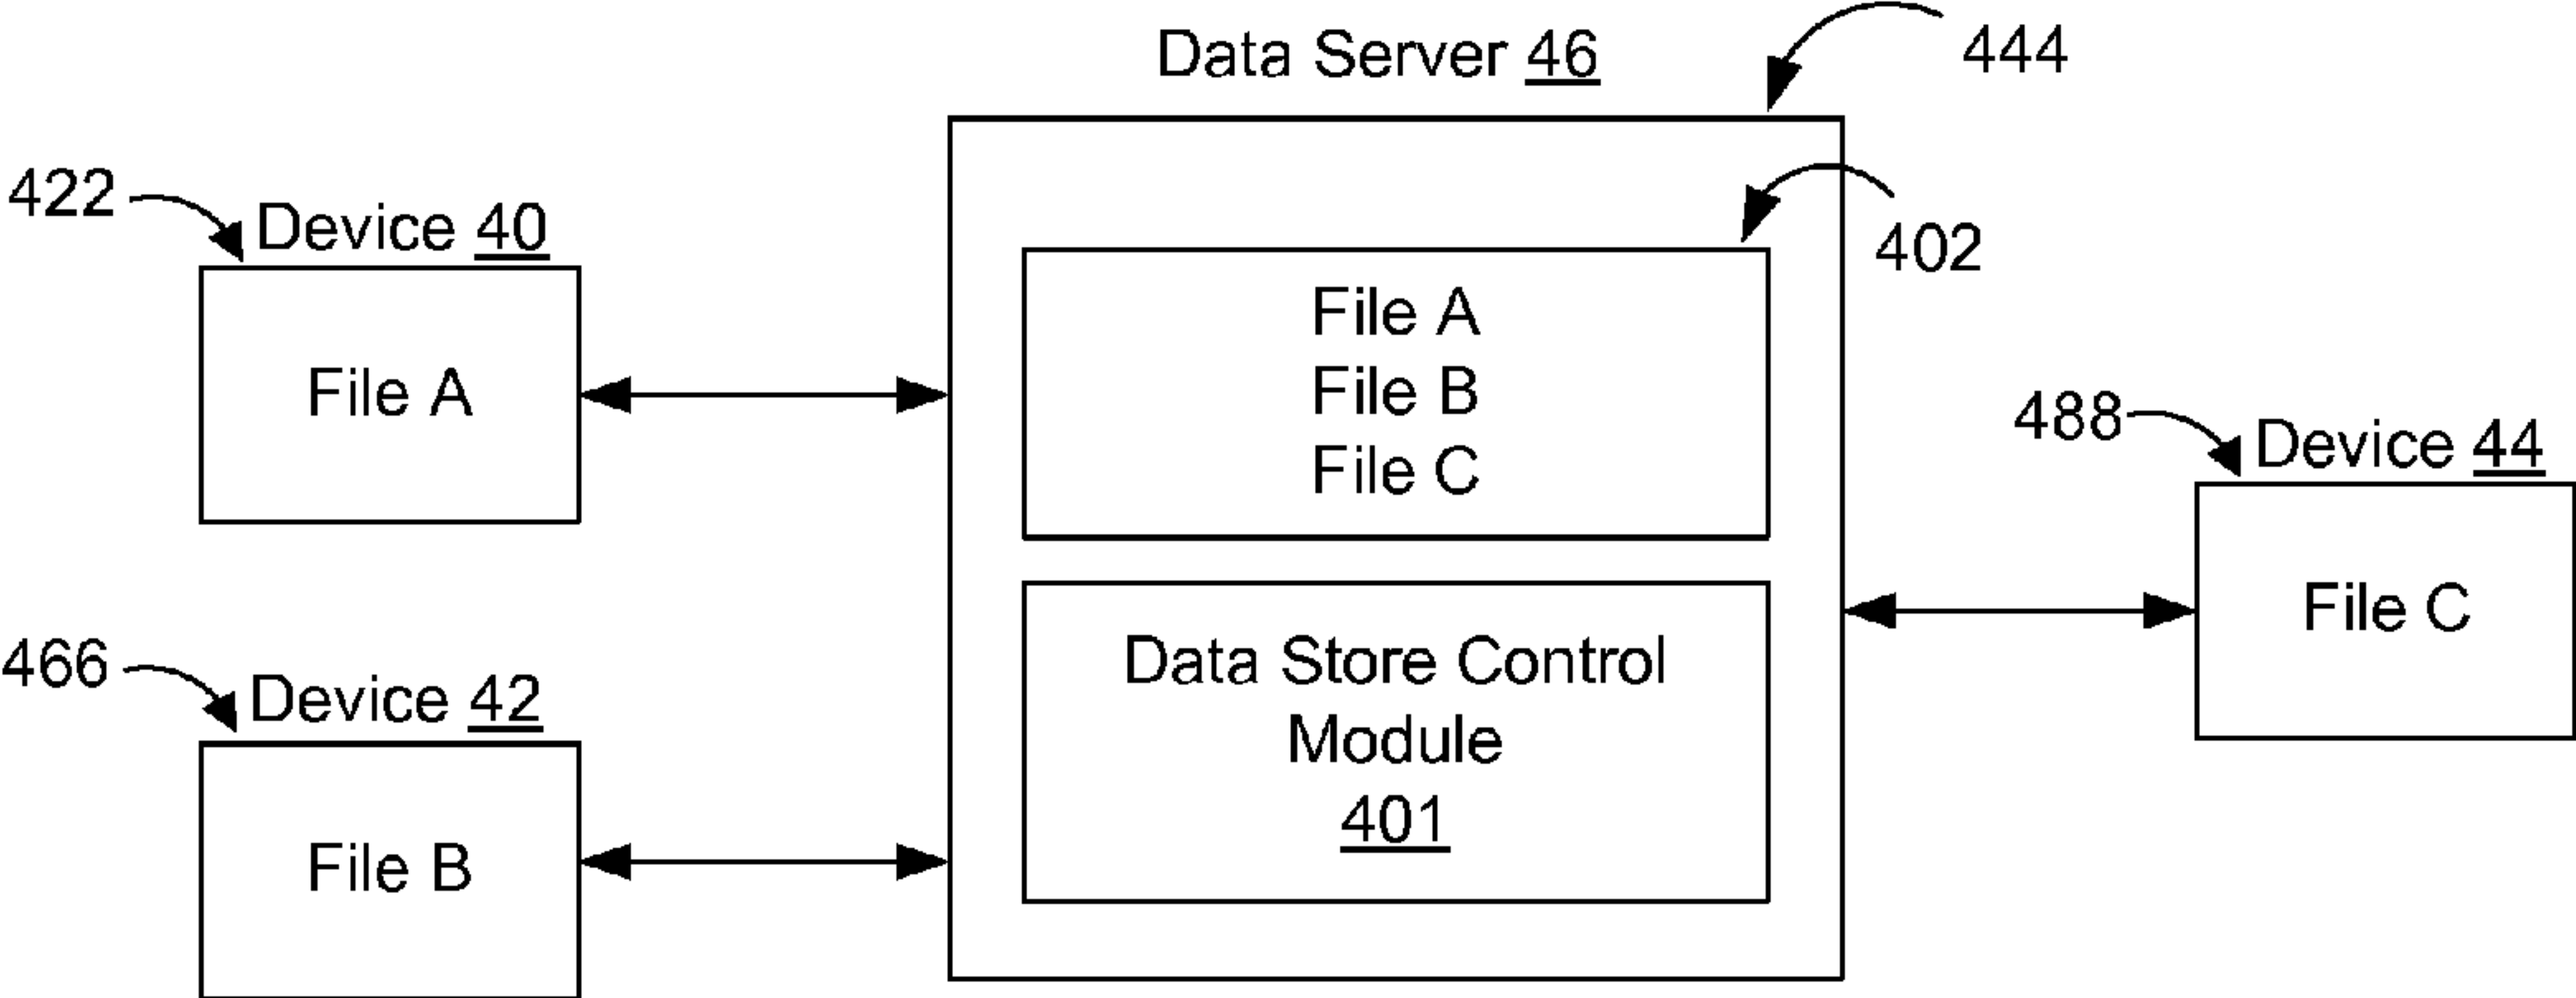 Data Server 46
444
422
Device 40
402
File A
File A
File B
File C
488
Device 44
File C
466
Device 42
File B
Data Store Control
Module
401